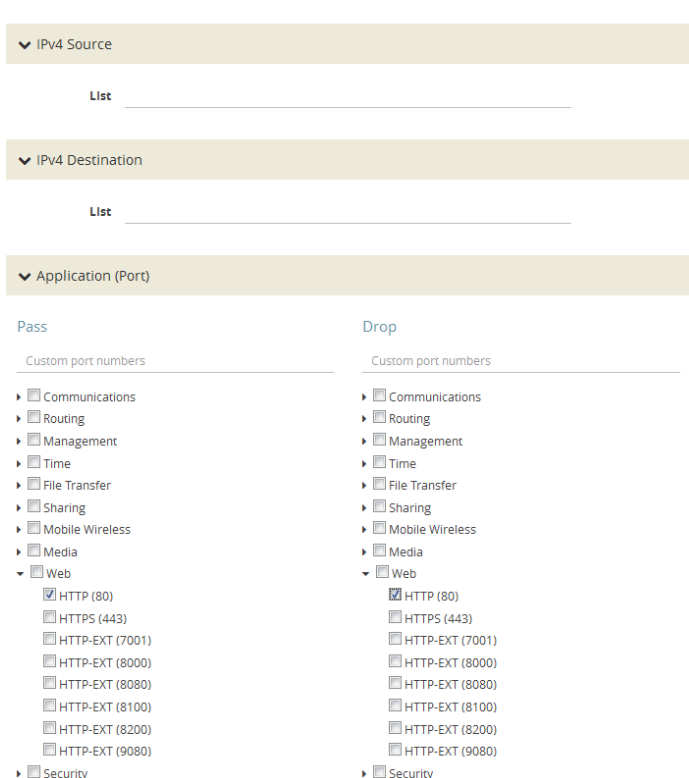 IPv4 Source
List
IPv4 Destination
List
Application (Port)
Pass
Custom port numbers
Communications
Routing
Management
Time
File Transfer
Sharing
Mobile Wireless
Media
Web
HTTP (80)
HTTPS (443)
HTTP-EXT (7001)
HTTP-EXT (8000)
HTTP-EXT (8080)
HTTP-EXT (8100)
HTTP-EXT (8200)
HTTP-EXT (9080)
Security
Drop
Custom port numbers
Communications
Routing
Management
Time
File Transfer
Sharing
Mobile Wireless
Media
Web
HTTP (80)
HTTPS (443)
HTTP-EXT (7001)
HTTP-EXT (8000)
HTTP-EXT (8080)
HTTP-EXT (8100)
HTTP-EXT (8200)
HTTP-EXT (9080)
Security